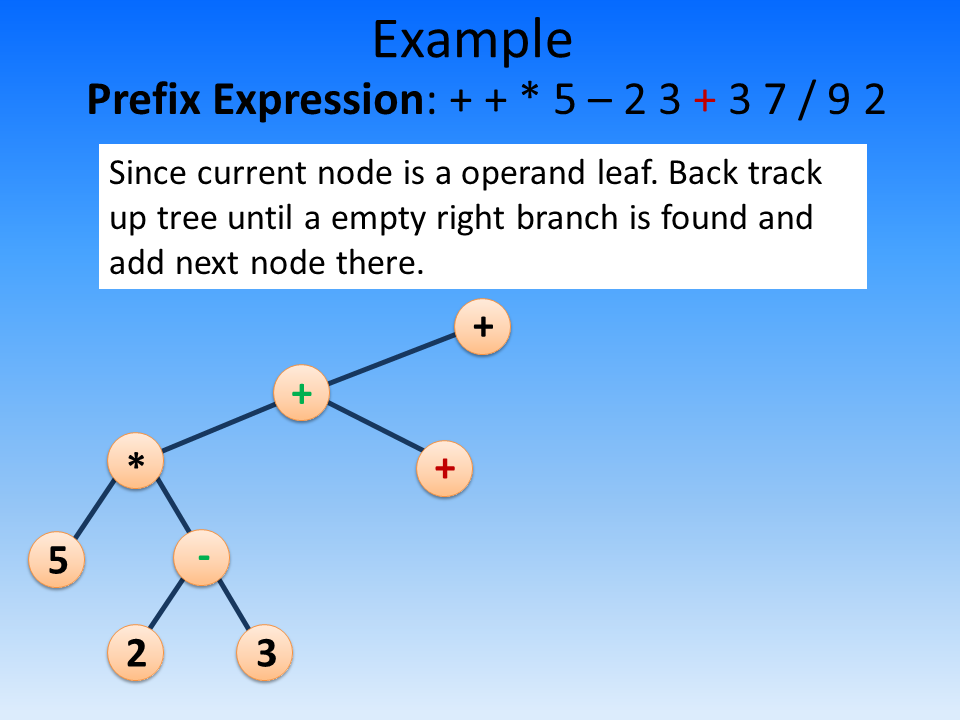 Example
Prefix Expression: + + * 5 – 2 3 + 3 7 / 9 2
Since current node is a operand leaf. Back track
up tree until a empty right branch is found and
add next node there.
+
+
*
+
5
-
2
3